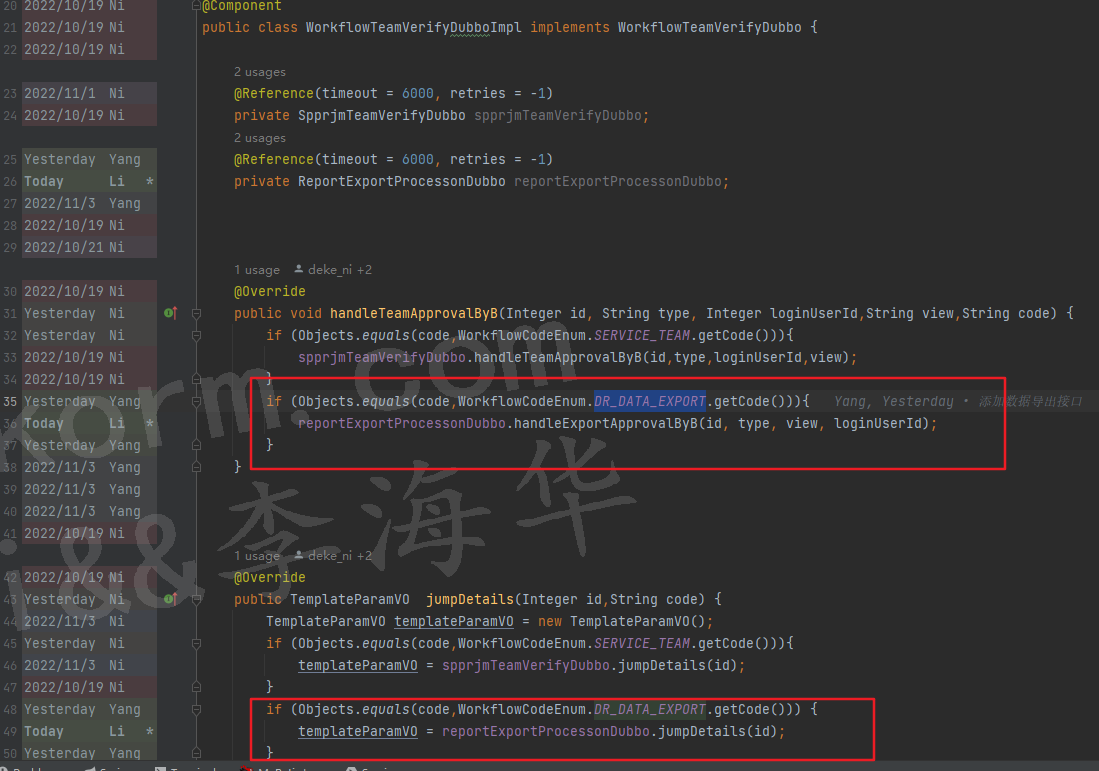 20 2022/10/19 Ni @Component
21 2022/10/19 Ni public class WorkflowTeamVerifyDubboImpl implements WorkflowTeamVerifyDubbo {
22 2022/10/19 Ni
2 usages
23 2022/11/1 Ni @Reference(timeout = 6000, retries = -1)
24 2022/10/19 Ni private SpprjmTeamVerifyDubbo spprjmTeamVerifyDubbo;
2 usages
25 Yesterday Yang @Reference(timeout = 6000, retries = -1)
26 Today Li * private ReportExportProcessonDubbo reportExportProcessonDubbo;
27 2022/11/3 Yang
28 2022/10/19 Ni
29 2022/10/21 Ni
1 usage deke_ni +2
30 2022/10/19 Ni @Override
31 Yesterday Ni public void handleTeamApprovalByB(Integer id, String type, Integer loginUserId,String view,String code) {
32 Yesterday Ni if (Objects.equals(code,WorkflowCodeEnum.SERVICE_TEAM.getCode())){
33 2022/10/19 Ni spprjmTeamVerifyDubbo.handleTeamApprovalByB(id,type,loginUserId,view);
34 2022/10/19 Ni }
35 Yesterday Yang if (Objects.equals(code,WorkflowCodeEnum.DR_DATA_EXPORT.getCode())){ Yang, Yesterday • 添加数据导出接口
36 Today Li * reportExportProcessonDubbo.handleExportApprovalByB(id, type, view, loginUserId);
37 Yesterday Yang }
38 2022/11/3 Yang }
39 2022/11/3 Yang
40 2022/11/3 Yang
41 2022/10/19 Ni
1 usage deke_ni +2
42 2022/10/19 Ni @Override
43 Yesterday Ni public TemplateParamVO jumpDetails(Integer id,String code) {
44 2022/11/3 Ni TemplateParamVO templateParamVO = new TemplateParamVO();
45 Yesterday Ni if (Objects.equals(code,WorkflowCodeEnum.SERVICE_TEAM.getCode())){
46 2022/11/3 Ni templateParamVO = spprjmTeamVerifyDubbo.jumpDetails(id);
47 2022/10/19 Ni }
48 Yesterday Yang if (Objects.equals(code,WorkflowCodeEnum.DR_DATA_EXPORT.getCode())) {
49 Today Li * templateParamVO = reportExportProcessonDubbo.jumpDetails(id);
50 Yesterday Yang }
korm.com
i&&李海华